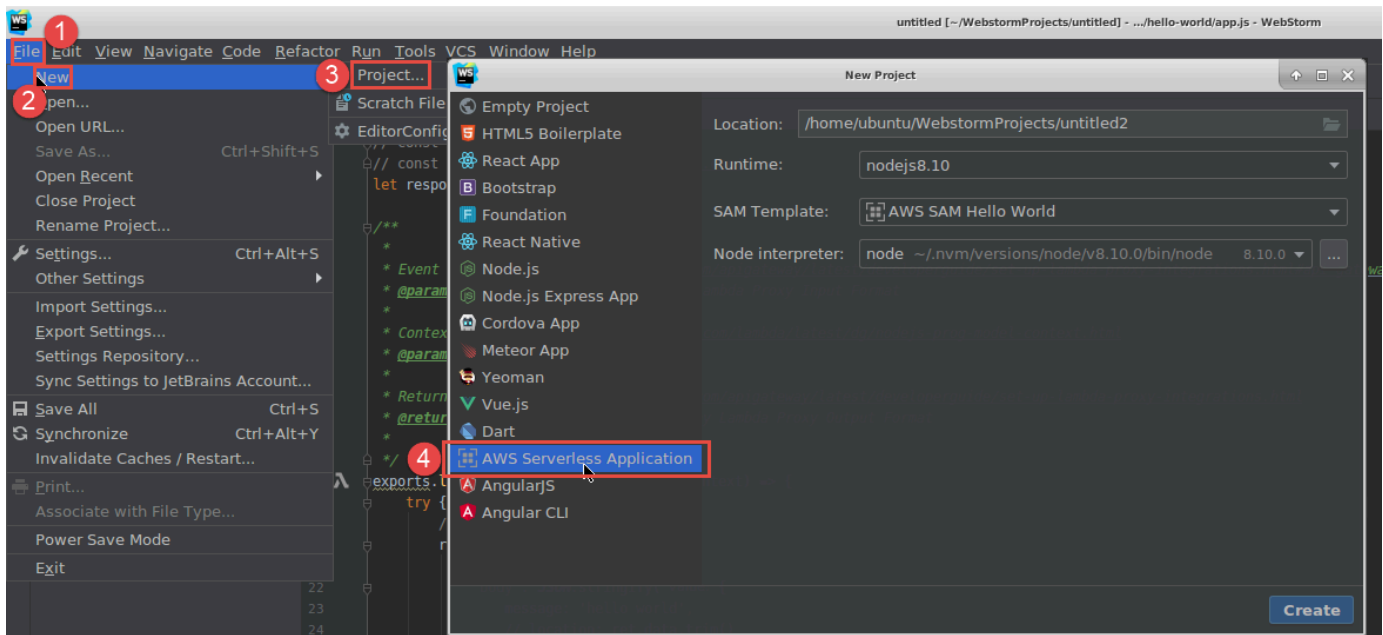 WS
untitled [~/WebstormProjects/untitled] - .../hello-world/app.js - WebStorm
1
File Edit View Navigate Code Refactor Run Tools VCS Window Help
New
2
Open...
Open URL...
Save As... Ctrl+Shift+S
Open Recent
Close Project
Rename Project...
Settings... Ctrl+Alt+S
Other Settings
Import Settings...
Export Settings...
Settings Repository...
Sync Settings to JetBrains Account...
Save All Ctrl+S
Synchronize Ctrl+Alt+Y
Invalidate Caches / Restart...
Print...
Associate with File Type...
Power Save Mode
Exit
3
Project...
Scratch File
EditorConfig
// const
// const
let respo
/**
*
* Event
* @param
*
* Contex
* @param
*
* Return
* @retur
*
*/
exports.l
try {
/
r
22
23
24
WS
New Project
Empty Project
HTML5 Boilerplate
React App
Bootstrap
Foundation
React Native
Node.js
Node.js Express App
Cordova App
Meteor App
Yeoman
Vue.js
Dart
4
AWS Serverless Application
AngularJS
Angular CLI
Location: /home/ubuntu/WebstormProjects/untitled2
Runtime: nodejs8.10
SAM Template: AWS SAM Hello World
Node interpreter: node ~/.nvm/versions/node/v8.10.0/bin/node 8.10.0 ...
Create